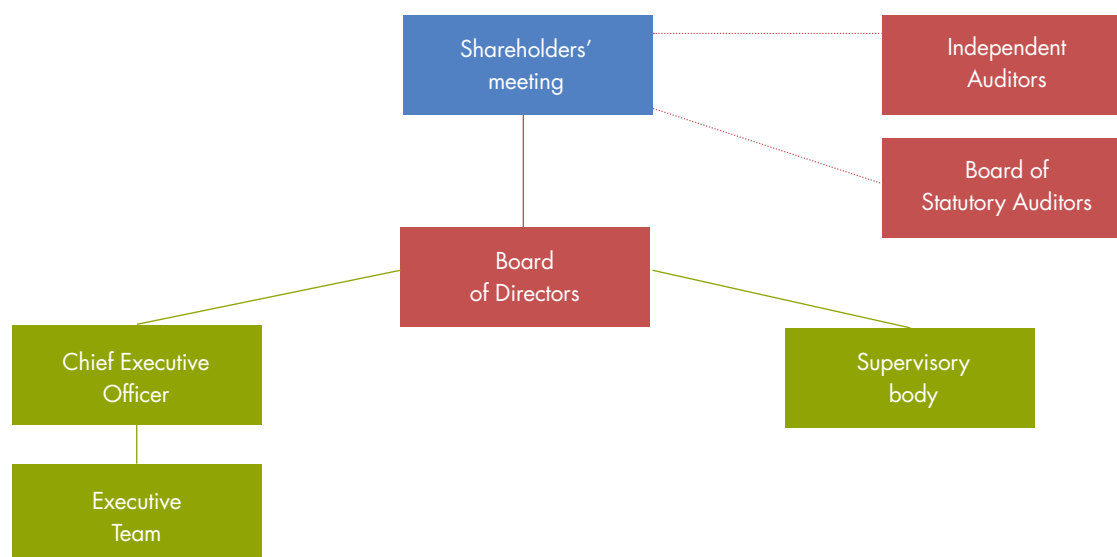 Shareholders’
meeting
Independent
Auditors
Board of
Statutory Auditors
Board
of Directors
Chief Executive
Officer
Supervisory
body
Executive
Team